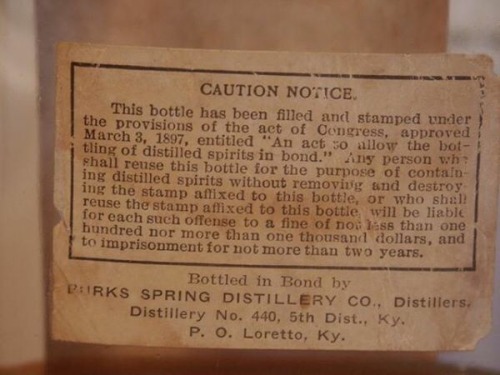 CAUTION NOTICE.
This bottle has been filled and stamped under
the provisions of the act of Congress, approved
March 3, 1897, entitled "An act to allow the bot-
tling of distilled spirits in bond." Any person who
shall reuse this bottle for the purpose of contain-
ing distilled spirits without removing and destroy-
ing the stamp affixed to this bottle, or who shall
reuse the stamp affixed to this bottle will be liable
for each such offense to a fine of not less than one
hundred nor more than one thousand dollars, and
to imprisonment for not more than two years.
Bottled in Bond by
BURKS SPRING DISTILLERY CO., Distillers,
Distillery No. 440, 5th Dist., Ky.
P. O. Loretto, Ky.